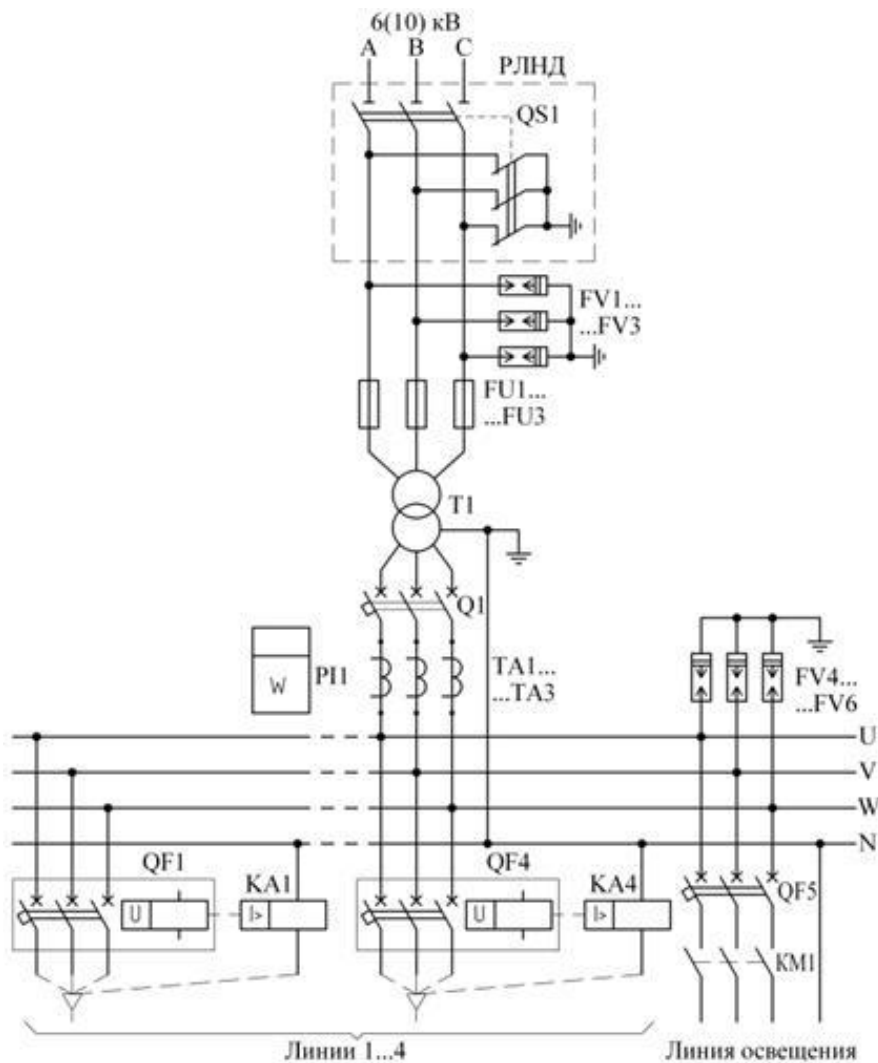 6(10) кВ
А В С
РЛНД
QS1
FV1...
...FV3
FU1...
...FU3
T1
Q1
PI1
W
TA1...
...TA3
FV4...
...FV6
U
V
W
N
QF1
KA1
QF4
KA4
QF5
U
I>
U
I>
KM1
Линии 1...4
Линия освещения